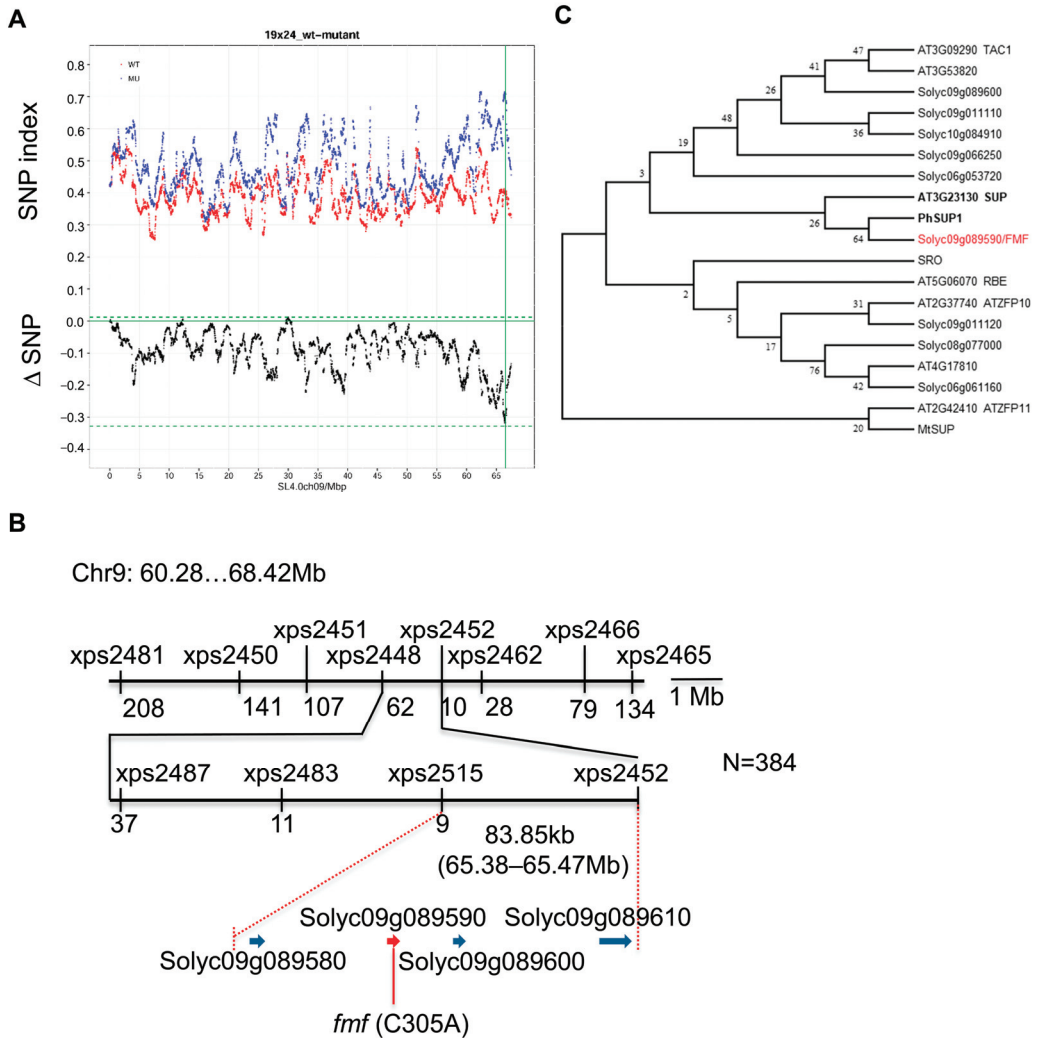 A
19x24_wt-mutant
SNP index
Δ SNP
WT
MU
0.8
0.7
0.6
0.5
0.4
0.3
0.2
0.1
0.0
−0.1
−0.2
−0.3
−0.4
0 5 10 15 20 25 30 35 40 45 50 55 60 65
SL4.0ch09/Mbp
C
AT3G09290 TAC1
AT3G53820
Solyc09g089600
Solyc09g011110
Solyc10g084910
Solyc09g066250
Solyc06g053720
AT3G23130 SUP
PhSUP1
Solyc09g089590/FMF
SRO
AT5G06070 RBE
AT2G37740 ATZFP10
Solyc09g011120
Solyc08g077000
AT4G17810
Solyc06g061160
AT2G42410 ATZFP11
MtSUP
47
41
26
36
48
19
3
26
64
2
31
5
17
76
42
20
B
Chr9: 60.28...68.42Mb
xps2451 xps2452 xps2466
xps2481 xps2450 xps2448 xps2462 xps2465
208 141 107 62 10 28 79 134
1 Mb
N=384
xps2487 xps2483 xps2515 xps2452
37 11 9
83.85kb
(65.38–65.47Mb)
Solyc09g089590 Solyc09g089610
Solyc09g089580 Solyc09g089600
fmf (C305A)